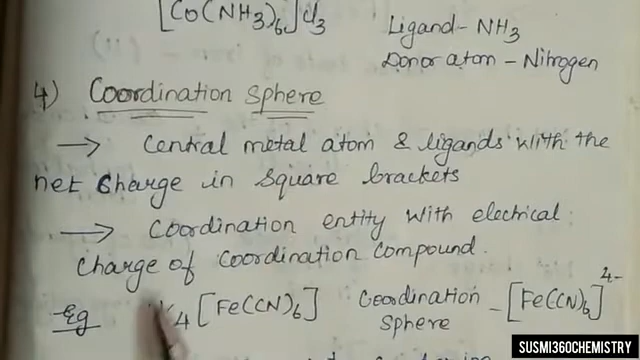 [Co(NH3)6]Cl3 Ligand - NH3
Donor atom - Nitrogen
4) Coordination Sphere
→ Central metal atom & ligands with the
net charge in square brackets
→ Coordination entity with electrical
charge of coordination compound.
Eg K4[Fe(CN)6] Coordination Sphere - [Fe(CN)6]4-
SUSMI360CHEMISTRY